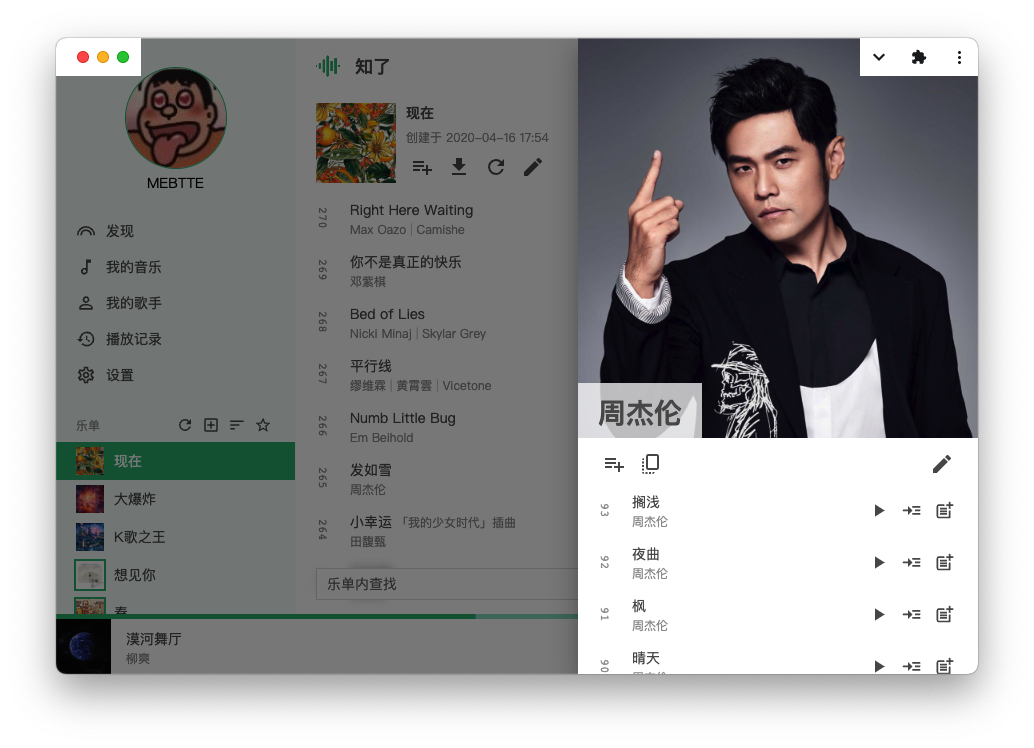 MEBTTE
发现
我的音乐
我的歌手
播放记录
设置
乐单
现在
大爆炸
K歌之王
想见你
春
知了
现在
创建于 2020-04-16 17:54
270
Right Here Waiting
Max Oazo | Camishe
269
你不是真正的快乐
邓紫棋
268
Bed of Lies
Nicki Minaj | Skylar Grey
267
平行线
缪维霖 | 黄霄雲 | Vicetone
266
Numb Little Bug
Em Beihold
265
发如雪
周杰伦
264
小幸运 「我的少女时代」插曲
田馥甄
乐单内查找
漠河舞厅
柳爽
周杰伦
93
搁浅
周杰伦
92
夜曲
周杰伦
91
枫
周杰伦
90
晴天
周杰伦